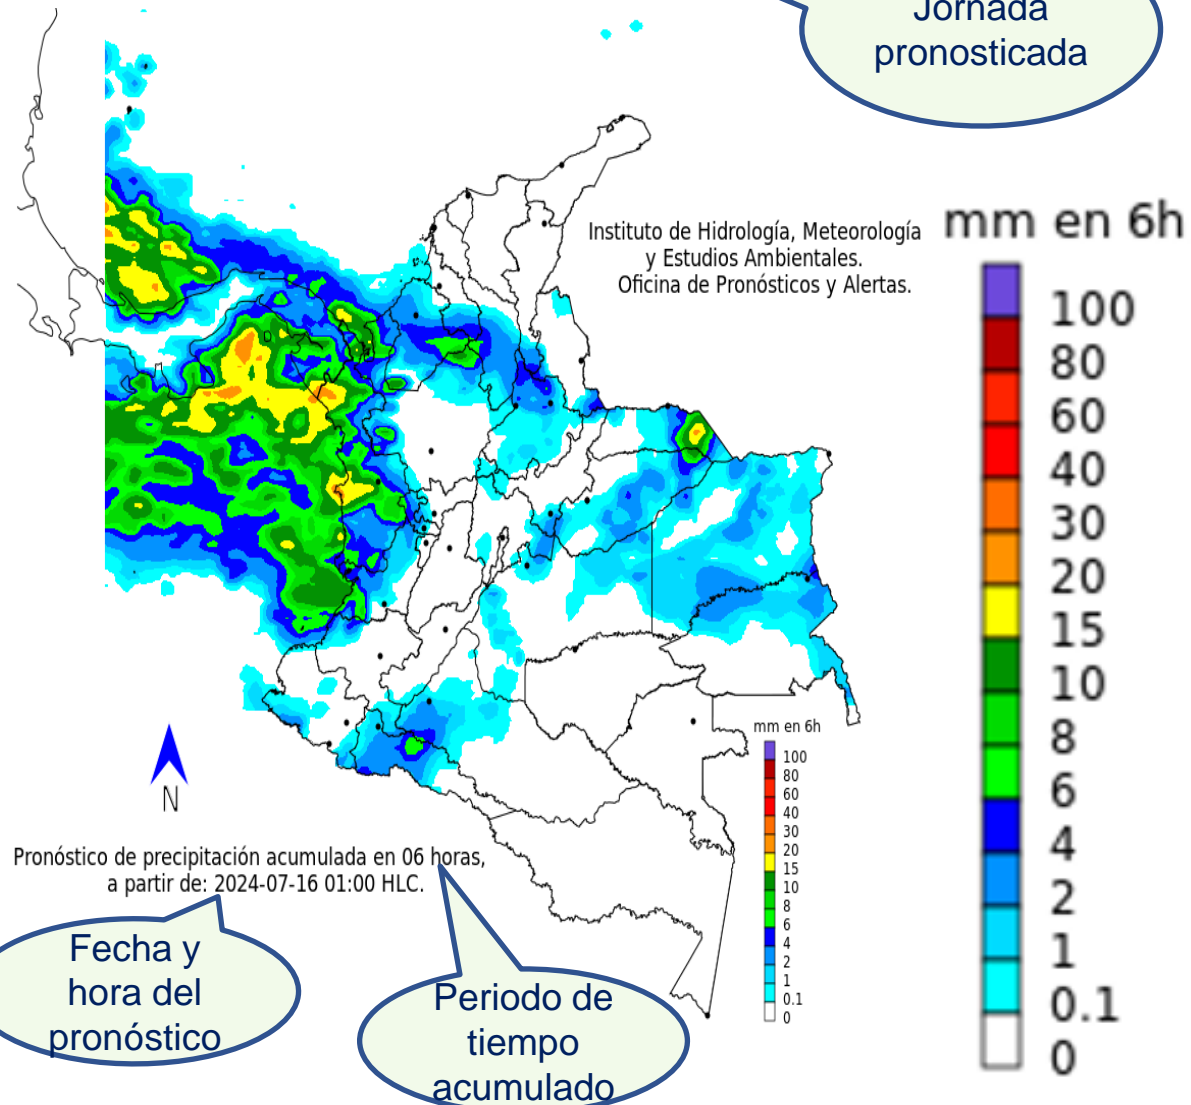 Jornada
pronosticada
Instituto de Hidrología, Meteorología
y Estudios Ambientales.
Oficina de Pronósticos y Alertas.
mm en 6h
100
80
60
40
30
20
15
10
8
6
4
2
1
0.1
0
mm en 6h
100
80
60
40
30
20
15
10
8
6
4
2
1
0.1
0
N
Pronóstico de precipitación acumulada en 06 horas,
a partir de: 2024-07-16 01:00 HLC.
Fecha y
hora del
pronóstico
Periodo de
tiempo
acumulado